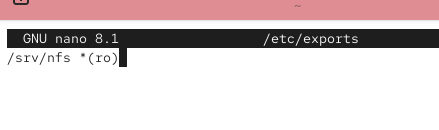 ~
GNU nano 8.1 /etc/exports
/srv/nfs *(ro)